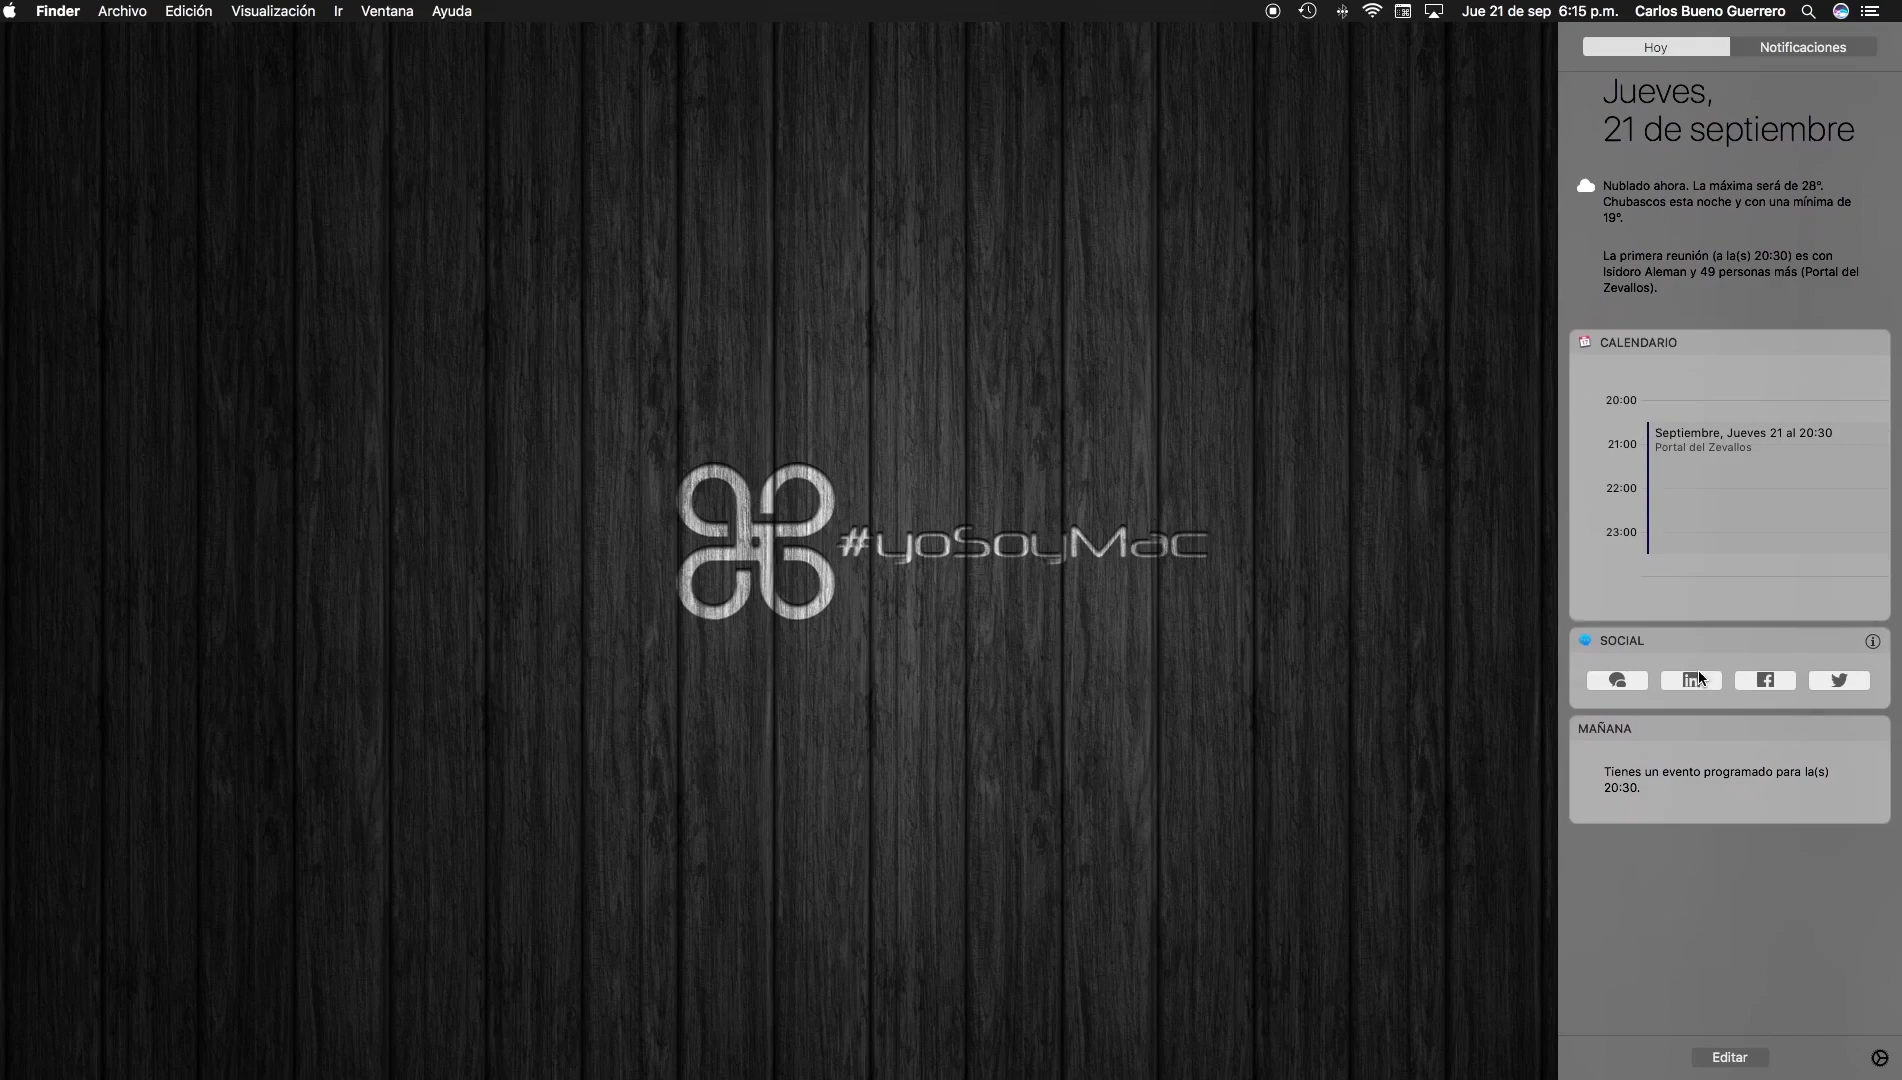 Finder Archivo Edición Visualización Ir Ventana Ayuda Jue 21 de sep 6:15 p.m. Carlos Bueno Guerrero
Hoy Notificaciones
Jueves,
21 de septiembre
Nublado ahora. La máxima será de 28°.
Chubascos esta noche y con una mínima de
19°.
La primera reunión (a la(s) 20:30) es con
Isidoro Aleman y 49 personas más (Portal del
Zevallos).
CALENDARIO
20:00
Septiembre, Jueves 21 al 20:30
21:00 Portal del Zevallos
22:00
23:00
#yoSoyMac
SOCIAL
MAÑANA
Tienes un evento programado para la(s)
20:30.
Editar